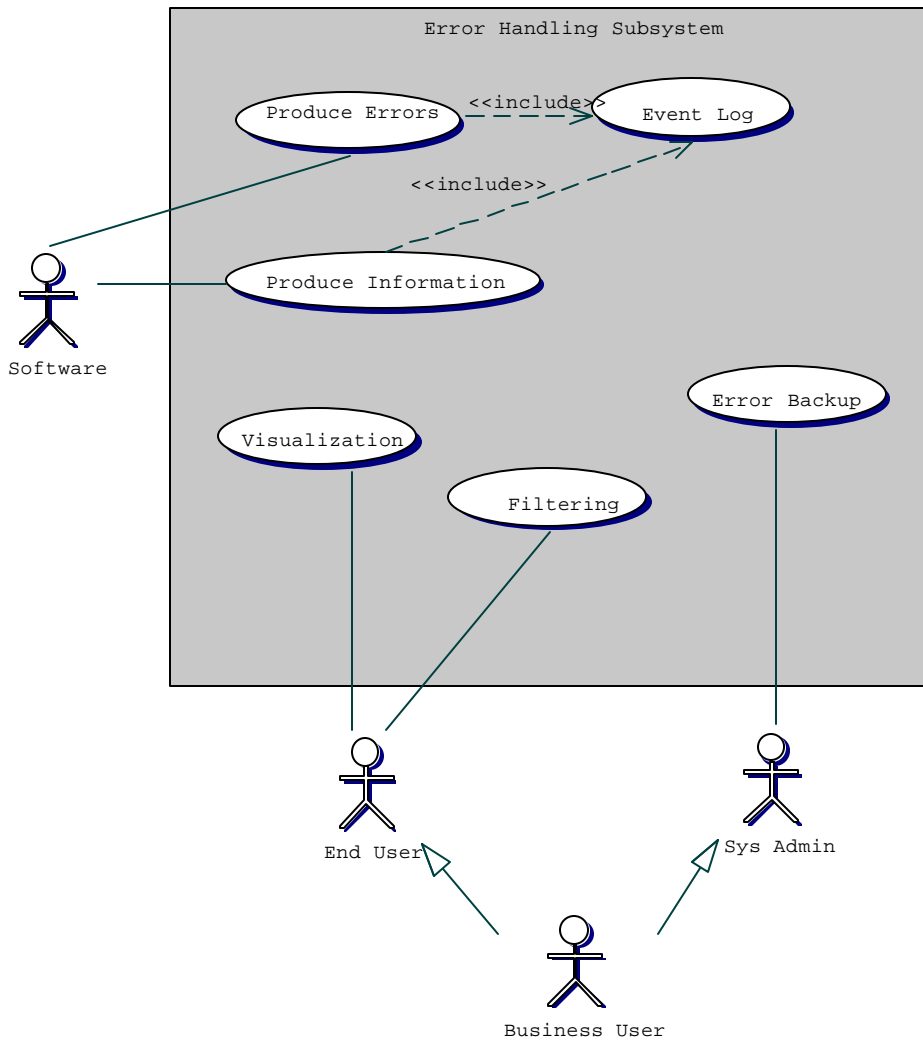 Error Handling Subsystem
Produce Errors
<<include>>
Event Log
<<include>>
Produce Information
Software
Error Backup
Visualization
Filtering
End User
Sys Admin
Business User